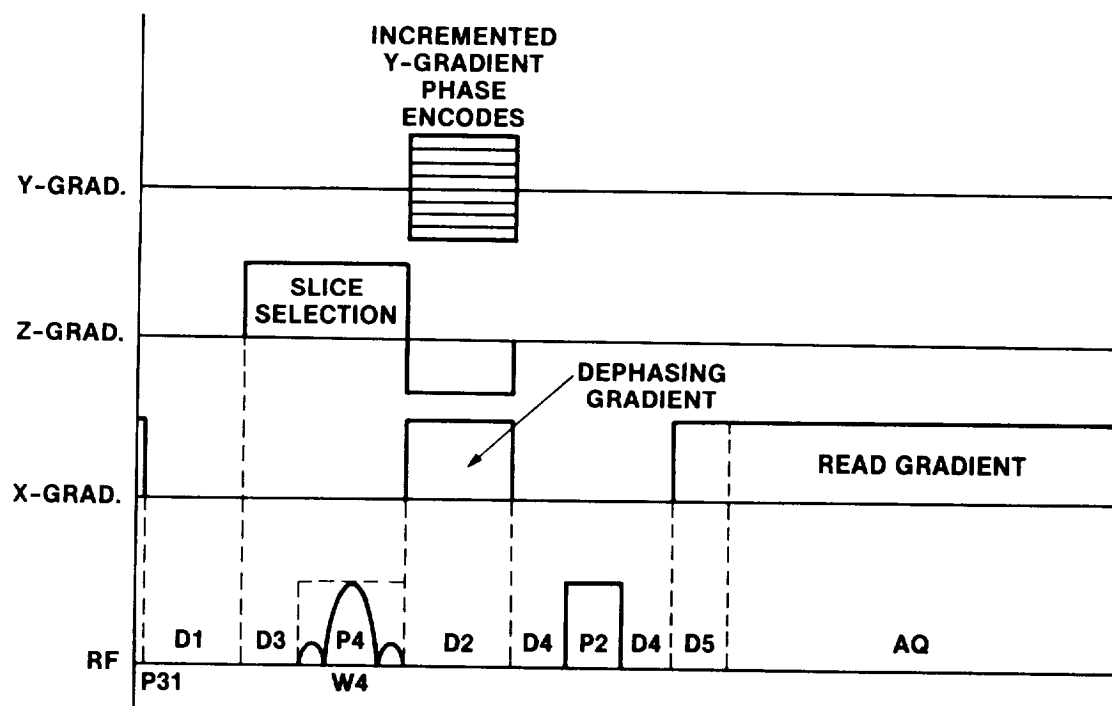 INCREMENTED
Y-GRADIENT
PHASE
ENCODES
Y-GRAD.
SLICE
SELECTION
Z-GRAD.
DEPHASING
GRADIENT
READ GRADIENT
X-GRAD.
D1 D3 P4 D2 D4 P2 D4 D5 AQ
RF
P31 W4